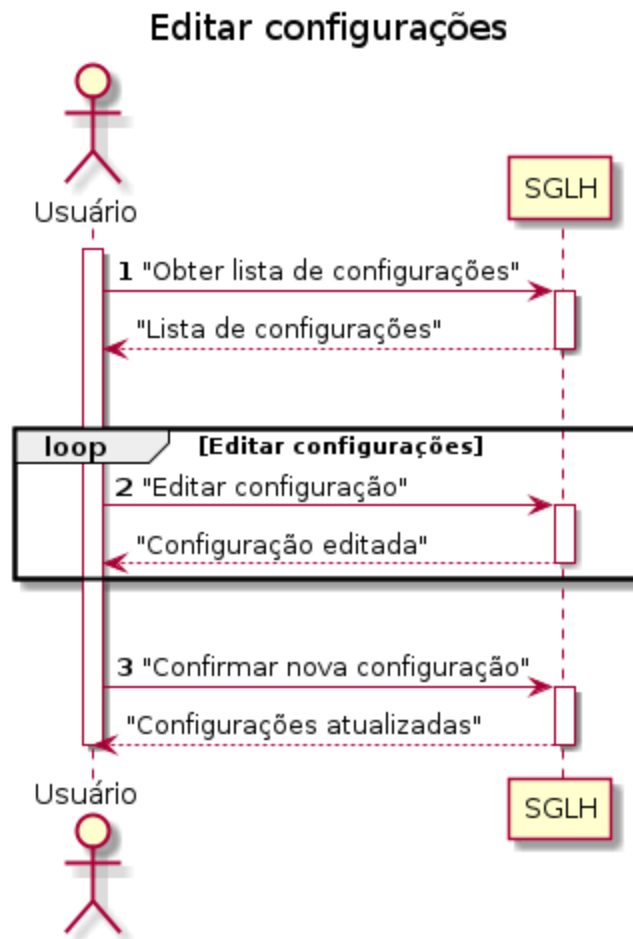 Editar configurações
Usuário
SGLH
1 "Obter lista de configurações"
"Lista de configurações"
loop [Editar configurações]
2 "Editar configuração"
"Configuração editada"
3 "Confirmar nova configuração"
"Configurações atualizadas"
Usuário
SGLH